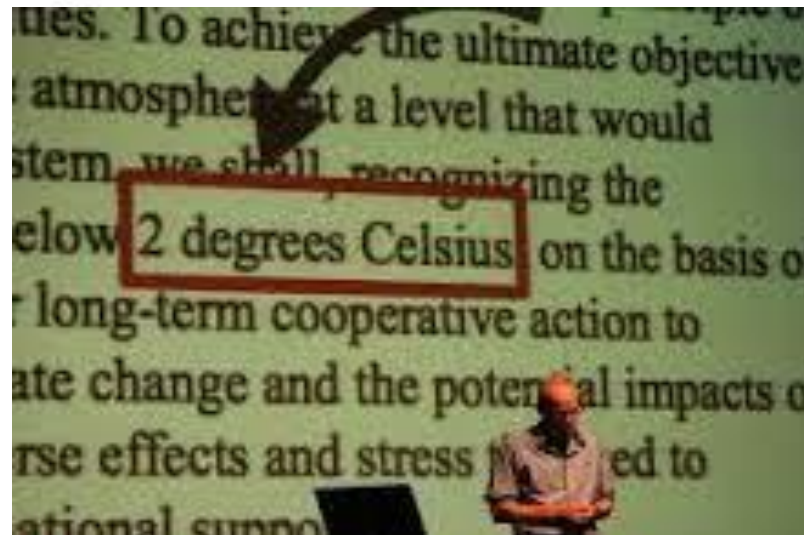 ties. To achieve the ultimate objective
atmosphere at a level that would
stem, we shall, recognizing the
elow 2 degrees Celsius on the basis o
r long-term cooperative action to
ate change and the potential impacts o
rse effects and stress ed to
ational suppo